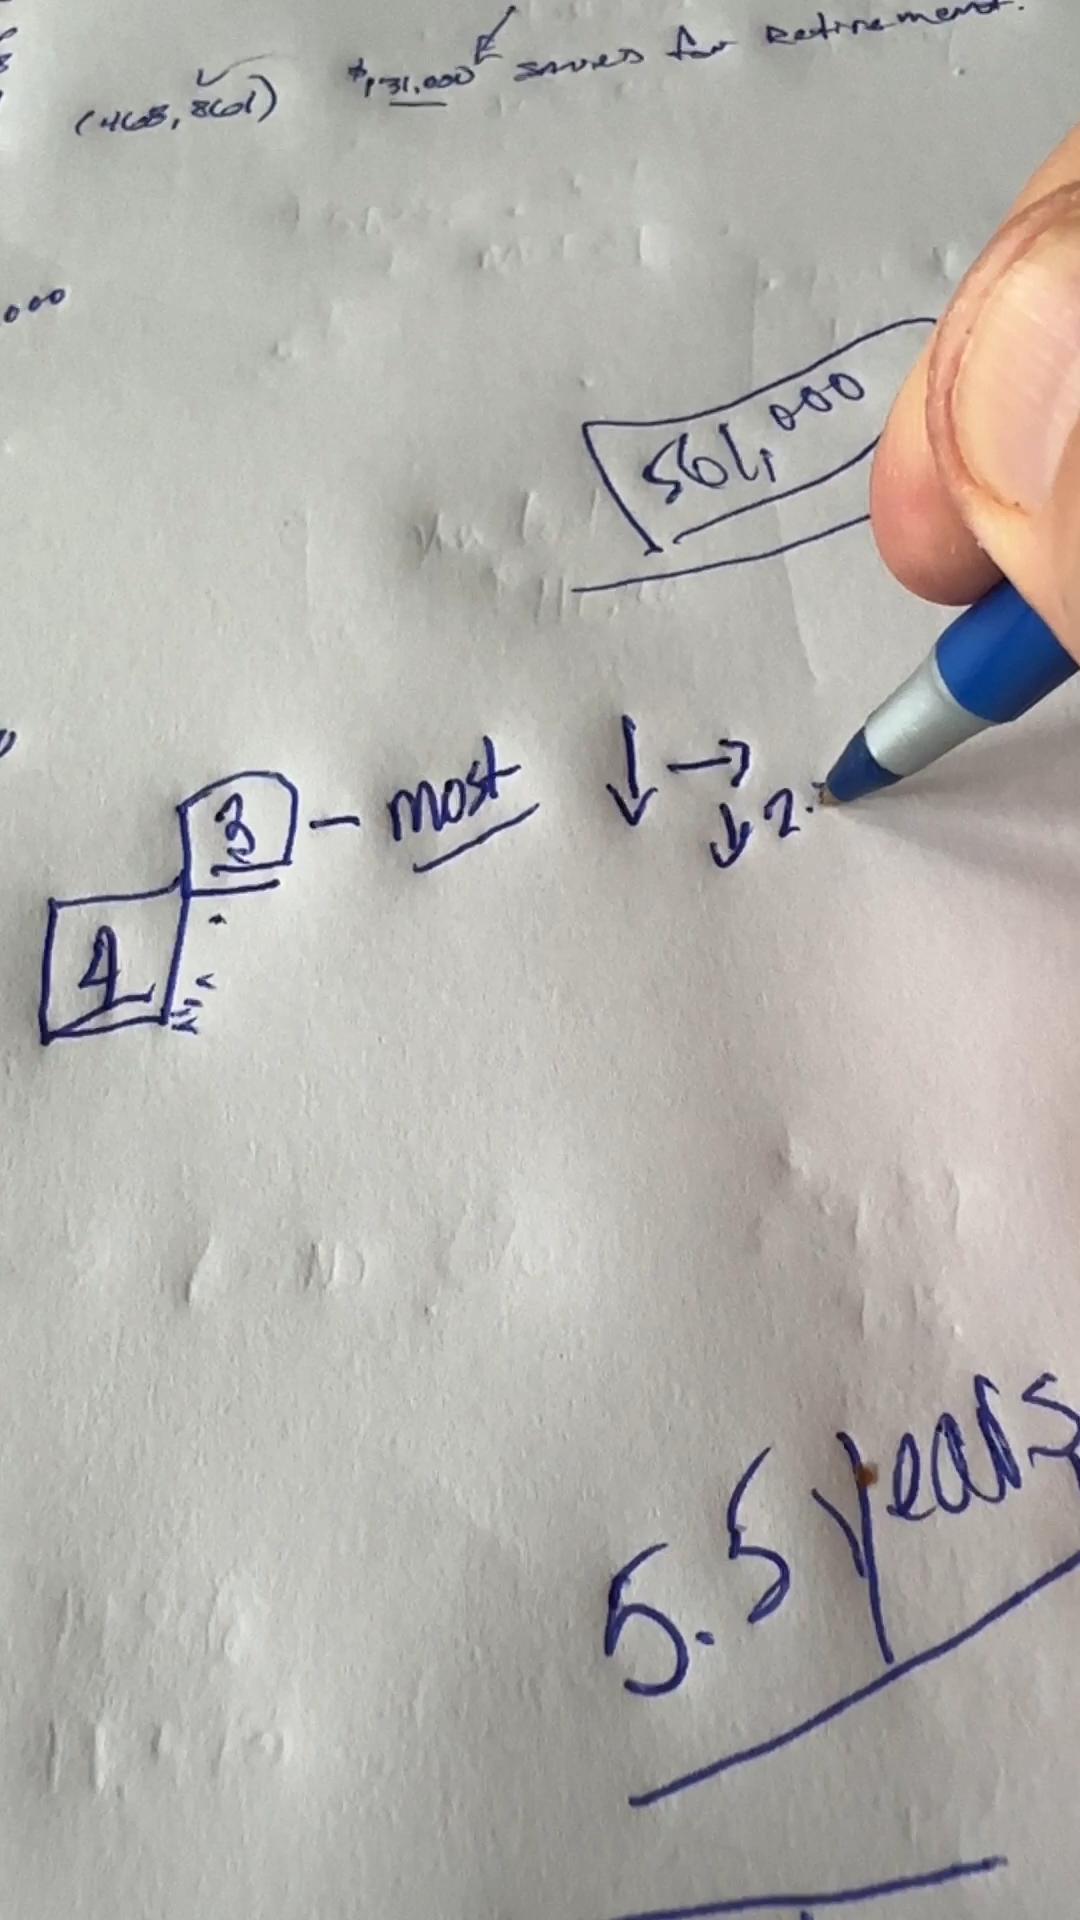 $131,000 saves for Retirement.
(468,861)
000
561,000
3 - most ↓ →
↓ 2.
4
5.5 years